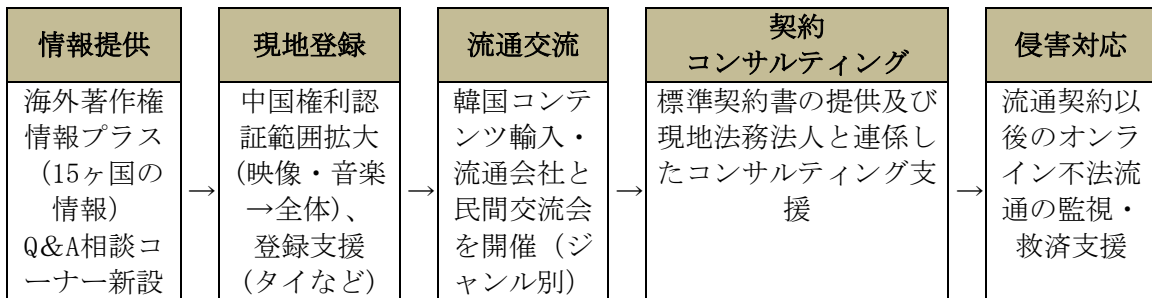 情報提供
海外著作権
情報プラス
(15ヶ国の
情報)
Q&A相談コ
ーナー新設
→
現地登録
中国権利認
証範囲拡大
(映像・音楽
→全体)、
登録支援
(タイなど)
→
流通交流
韓国コンテ
ンツ輸入・
流通会社と
民間交流会
を開催（ジ
ャンル別）
→
契約
コンサルティング
標準契約書の提供及び
現地法務法人と連係し
たコンサルティング支
援
→
侵害対応
流通契約以
後のオンラ
イン不法流
通の監視・
救済支援